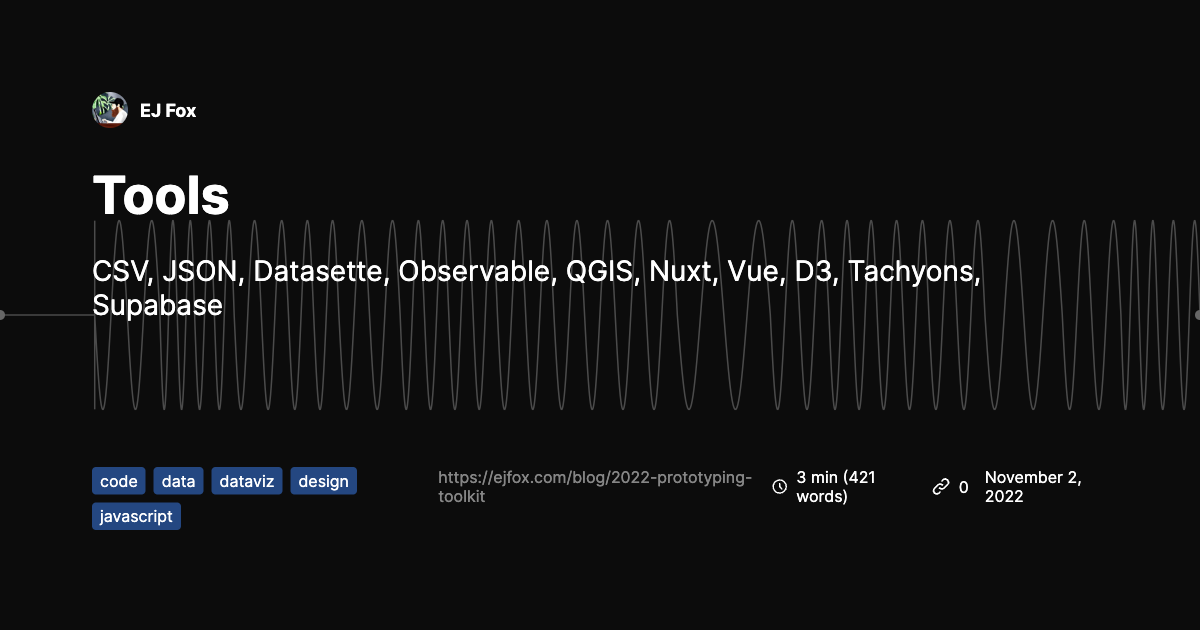 EJ Fox
Tools
CSV, JSON, Datasette, Observable, QGIS, Nuxt, Vue, D3, Tachyons,
Supabase
code data dataviz design
javascript
https://ejfox.com/blog/2022-prototyping-
toolkit
3 min (421
words)
0
November 2,
2022